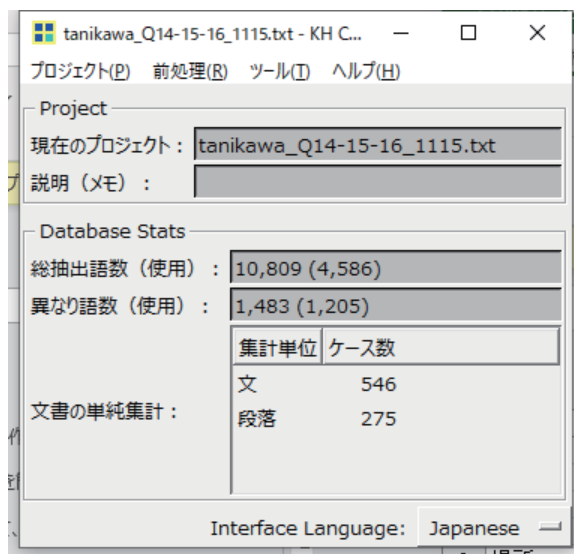 tanikawa_Q14-15-16_1115.txt - KH C...
プロジェクト(P) 前処理(R) ツール(T) ヘルプ(H)
Project
現在のプロジェクト： tanikawa_Q14-15-16_1115.txt
説明（メモ）：
Database Stats
総抽出語数（使用）： 10,809 (4,586)
異なり語数（使用）： 1,483 (1,205)
集計単位 ケース数
文 546
文書の単純集計：
段落 275
Interface Language: Japanese